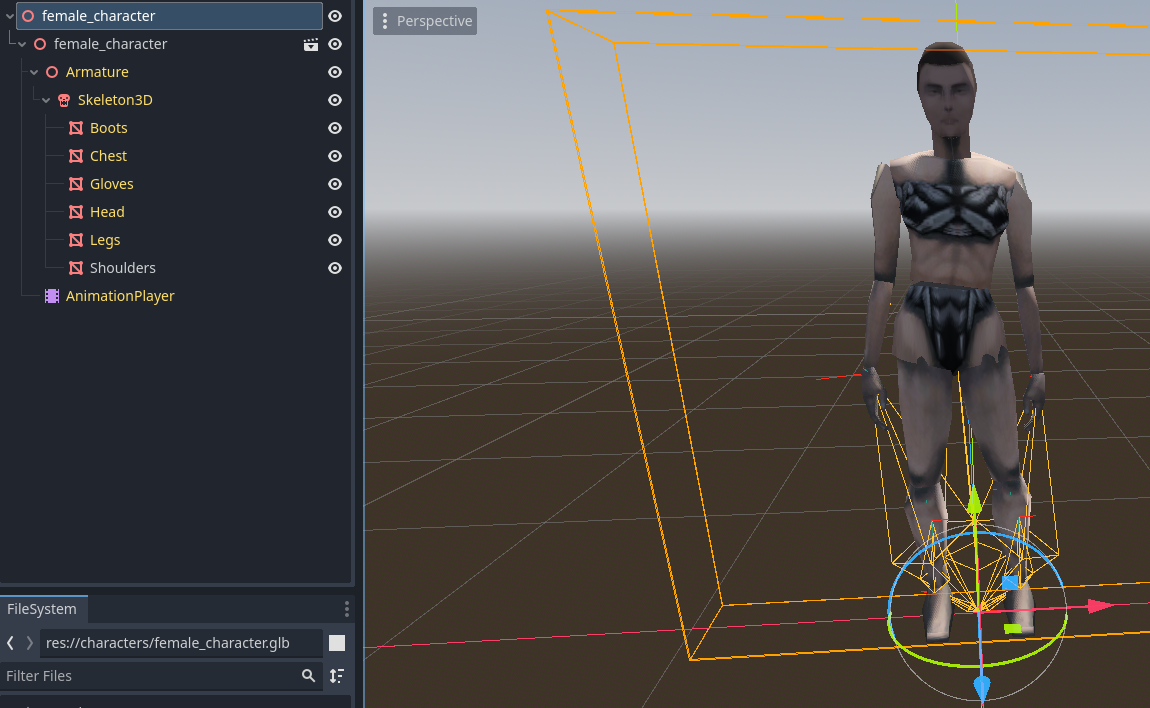 female_character
Perspective
female_character
Armature
Skeleton3D
Boots
Chest
Gloves
Head
Legs
Shoulders
AnimationPlayer
FileSystem
res://characters/female_character.glb
Filter Files